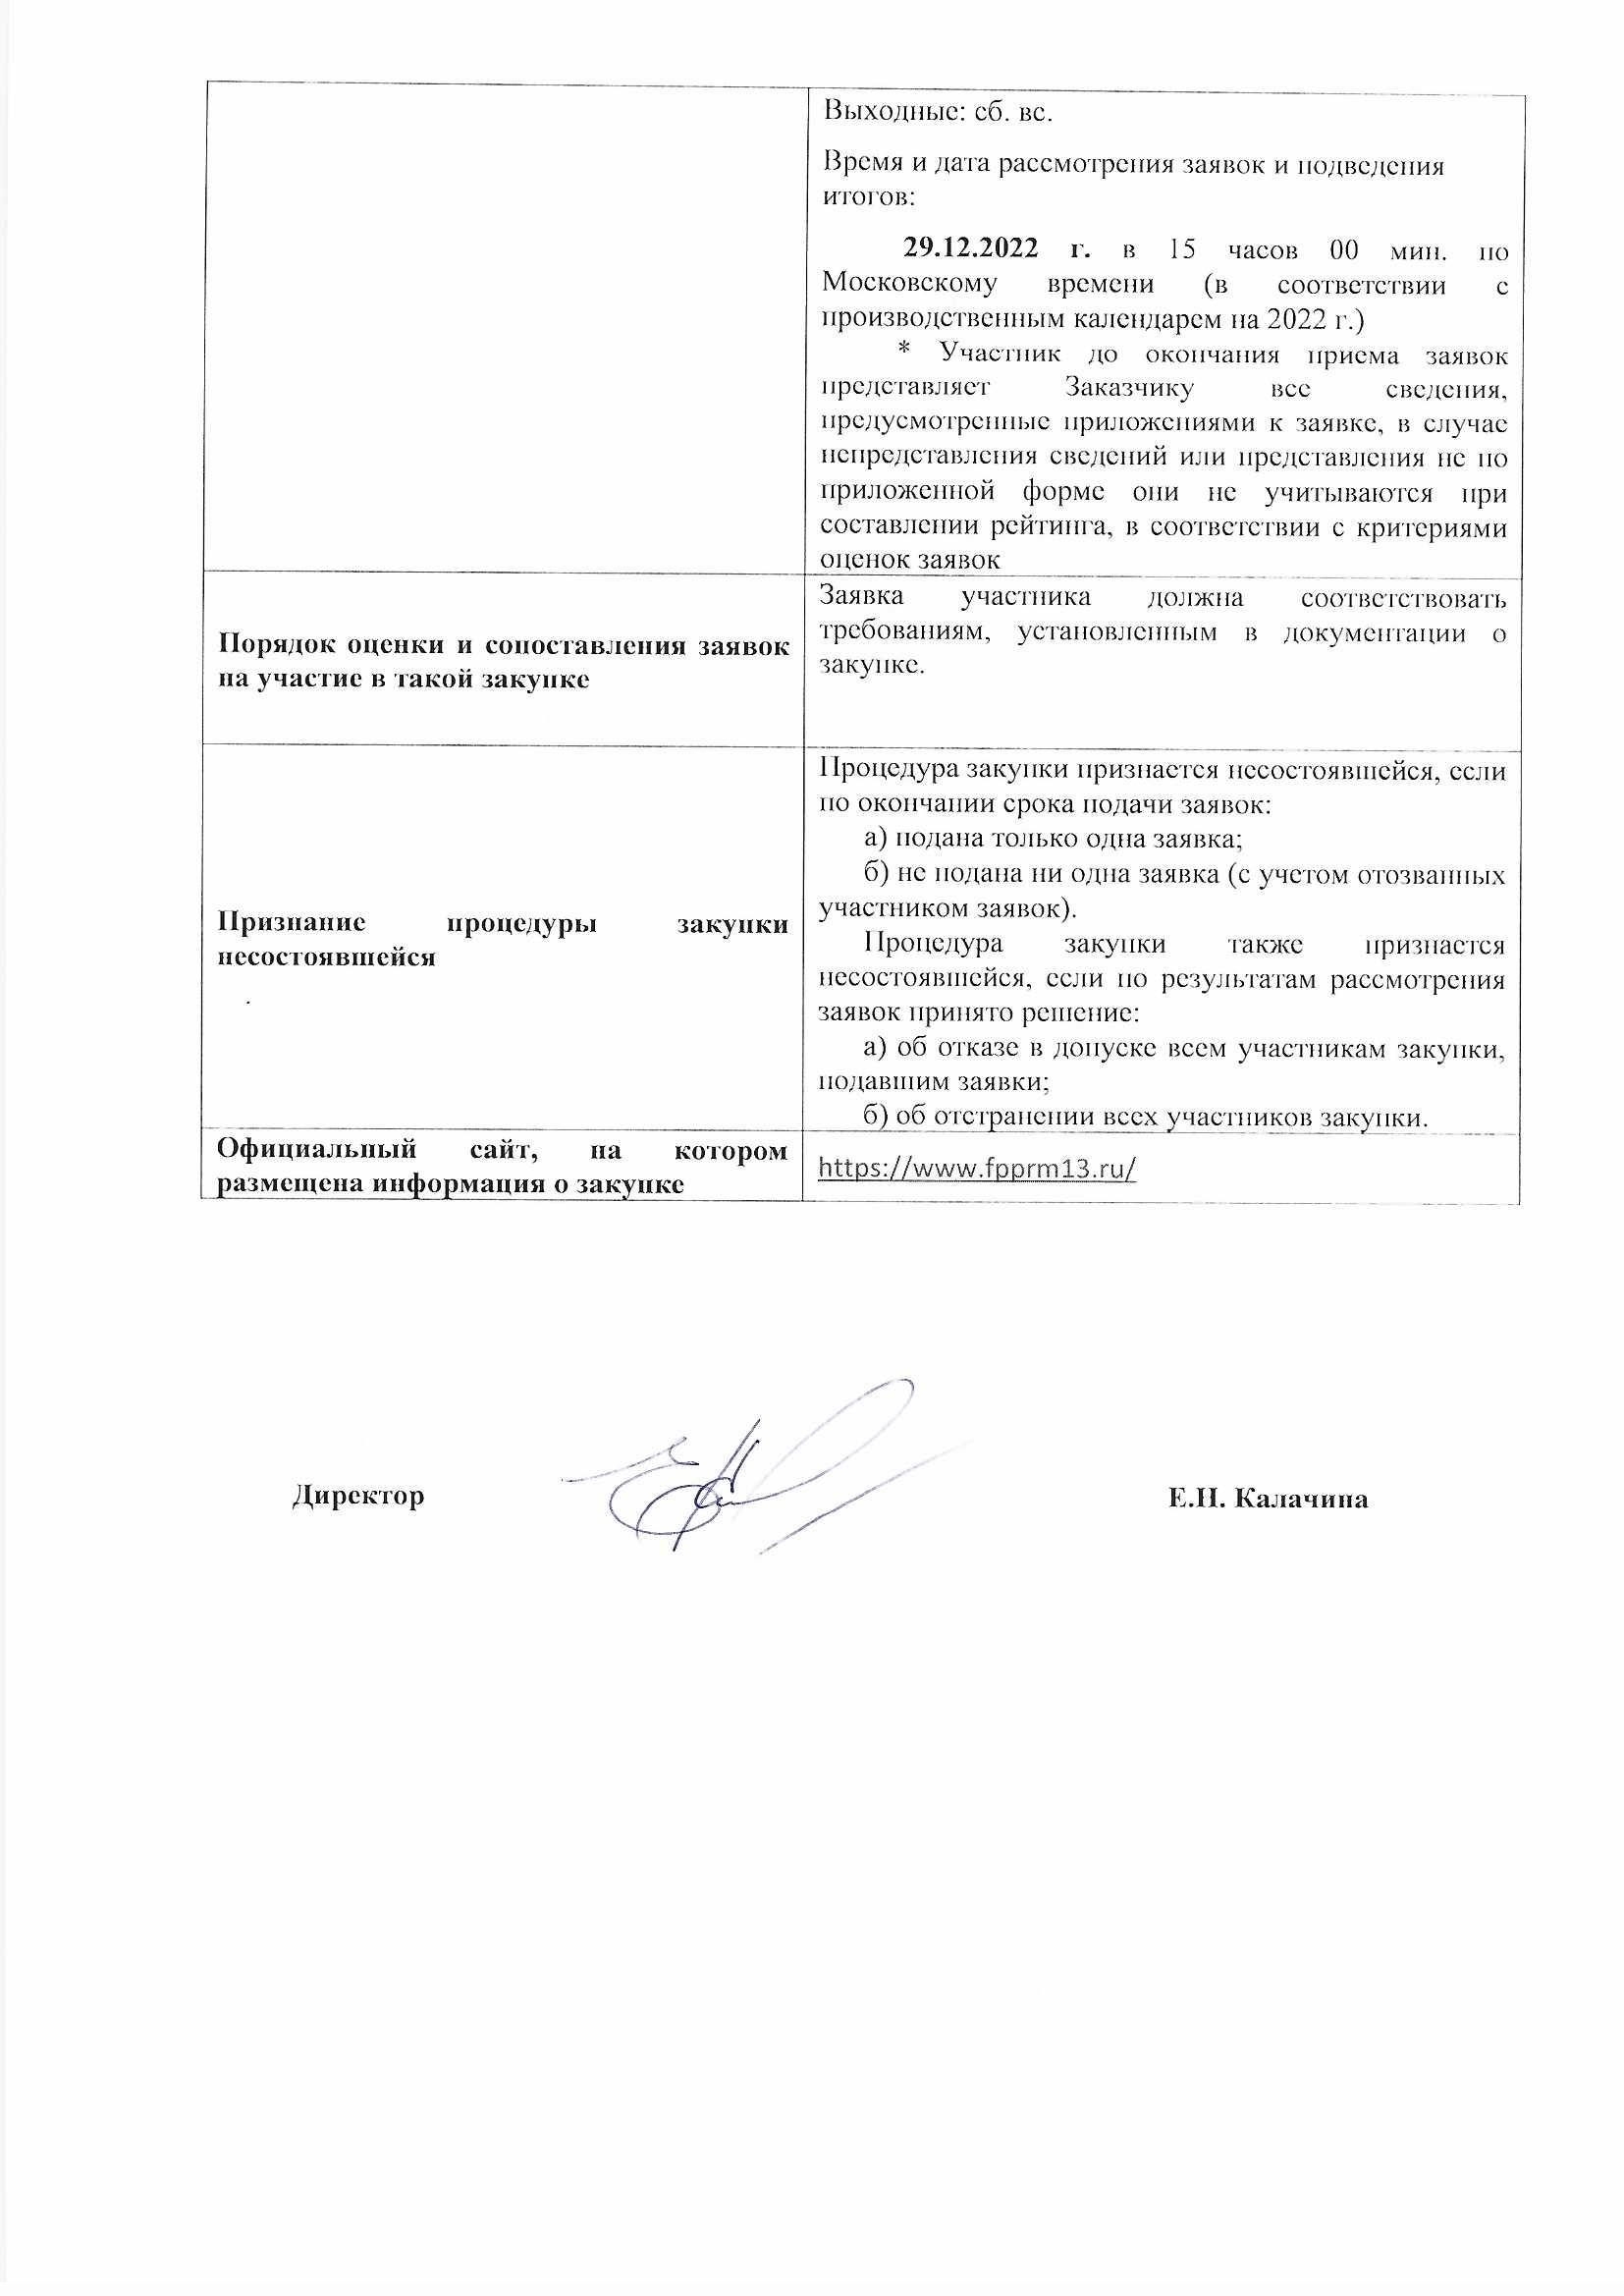 Выходные: сб. вс.
Время и дата рассмотрения заявок и подведения
итогов:
29.12.2022 г. в 15 часов 00 мин. по
Московскому времени (в соответствии с
производственным календарем на 2022 г.)
* Участник до окончания приема заявок
представляет Заказчику все сведения,
предусмотренные приложениями к заявке, в случае
непредставления сведений или представления не по
приложенной форме они не учитываются при
составлении рейтинга, в соответствии с критериями
оценок заявок
Порядок оценки и сопоставления заявок
на участие в такой закупке
Заявка участника должна соответствовать
требованиям, установленным в документации о
закупке.
Признание процедуры закупки
несостоявшейся
Процедура закупки признается несостоявшейся, если
по окончании срока подачи заявок:
а) подана только одна заявка;
б) не подана ни одна заявка (с учетом отозванных
участником заявок).
Процедура закупки также признается
несостоявшейся, если по результатам рассмотрения
заявок принято решение:
а) об отказе в допуске всем участникам закупки,
подавшим заявки;
б) об отстранении всех участников закупки.
Официальный сайт, на котором
размещена информация о закупке
https://www.fpprm13.ru/
Директор
Е.Н. Калачина